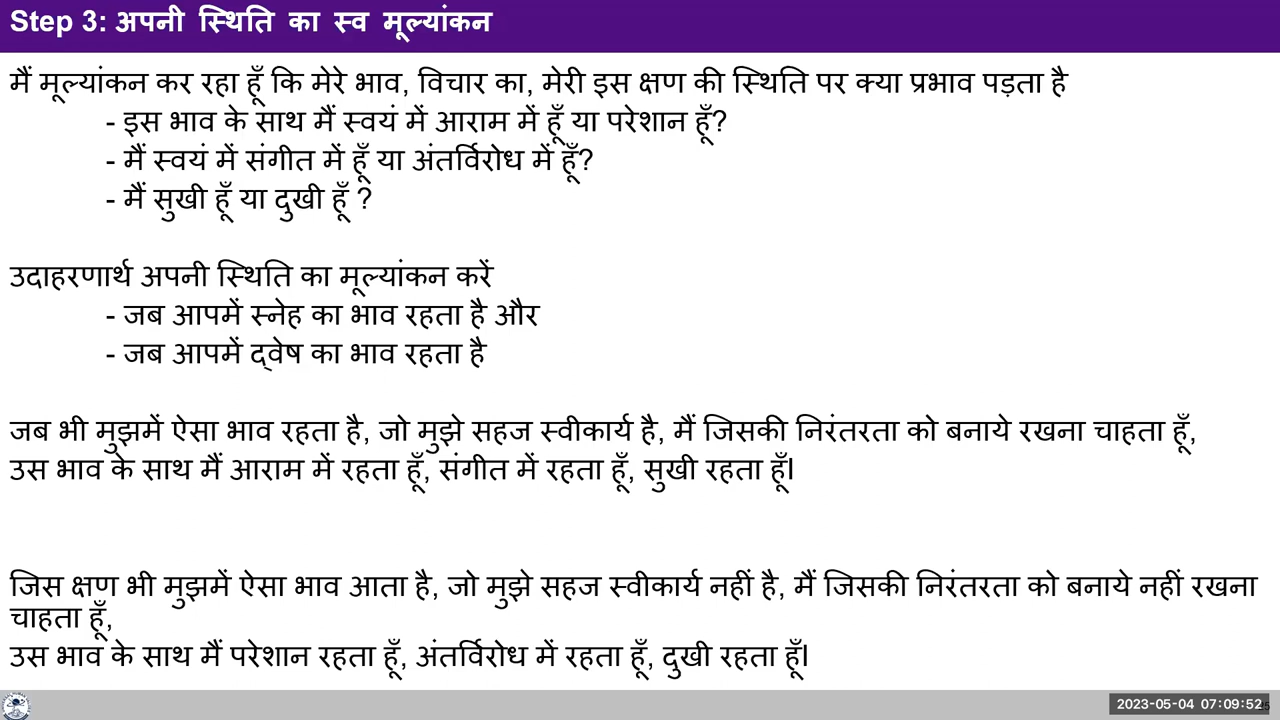 Step 3: अपनी स्थिति का स्व मूल्यांकन
मैं मूल्यांकन कर रहा हूँ कि मेरे भाव, विचार का, मेरी इस क्षण की स्थिति पर क्या प्रभाव पड़ता है
- इस भाव के साथ मैं स्वयं में आराम में हूँ या परेशान हूँ?
- मैं स्वयं में संगीत में हूँ या अंतर्विरोध में हूँ?
- मैं सुखी हूँ या दुखी हूँ ?
उदाहरणार्थ अपनी स्थिति का मूल्यांकन करें
- जब आपमें स्नेह का भाव रहता है और
- जब आपमें द्वेष का भाव रहता है
जब भी मुझमें ऐसा भाव रहता है, जो मुझे सहज स्वीकार्य है, मैं जिसकी निरंतरता को बनाये रखना चाहता हूँ,
उस भाव के साथ मैं आराम में रहता हूँ, संगीत में रहता हूँ, सुखी रहता हूँ।
जिस क्षण भी मुझमें ऐसा भाव आता है, जो मुझे सहज स्वीकार्य नहीं है, मैं जिसकी निरंतरता को बनाये नहीं रखना
चाहता हूँ,
उस भाव के साथ मैं परेशान रहता हूँ, अंतर्विरोध में रहता हूँ, दुखी रहता हूँ।
2023-05-04 07:09:52